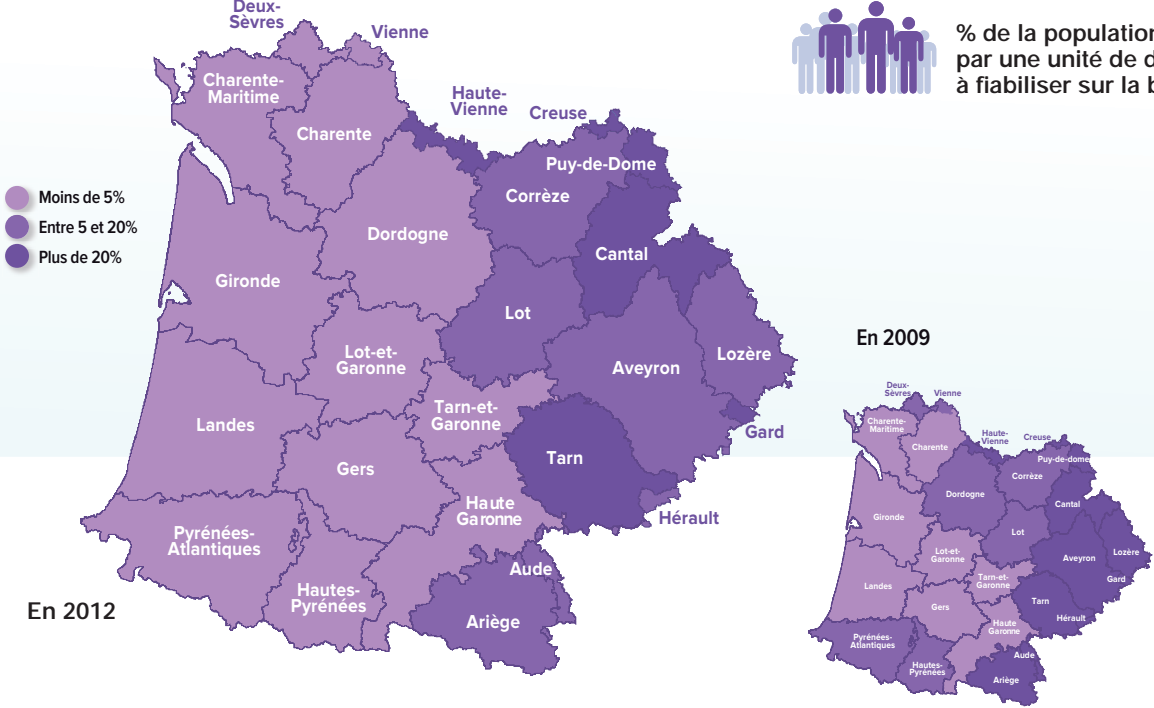 % de la population
par une unité de d
à fiabiliser sur la b
Moins de 5%
Entre 5 et 20%
Plus de 20%
Deux-
Sèvres
Vienne
Charente-
Maritime
Charente
Haute-
Vienne
Creuse
Puy-de-Dome
Corrèze
Dordogne
Cantal
Gironde
Lot
Lot-et-
Garonne
Aveyron
Lozère
Landes
Tarn-et-
Garonne
Gard
Gers
Tarn
Haute
Garonne
Hérault
Pyrénées-
Atlantiques
Hautes-
Pyrénées
Aude
Ariège
En 2012
En 2009
Deux-
Sèvres
Vienne
Charente-
Maritime
Charente
Haute-
Vienne
Creuse
Puy-de-dome
Corrèze
Dordogne
Cantal
Gironde
Lot
Lot-et-
Garonne
Aveyron
Lozère
Landes
Tarn-et-
Garonne
Gard
Gers
Tarn
Hérault
Haute
Garonne
Pyrénées-
Atlantiques
Hautes-
Pyrénées
Aude
Ariège